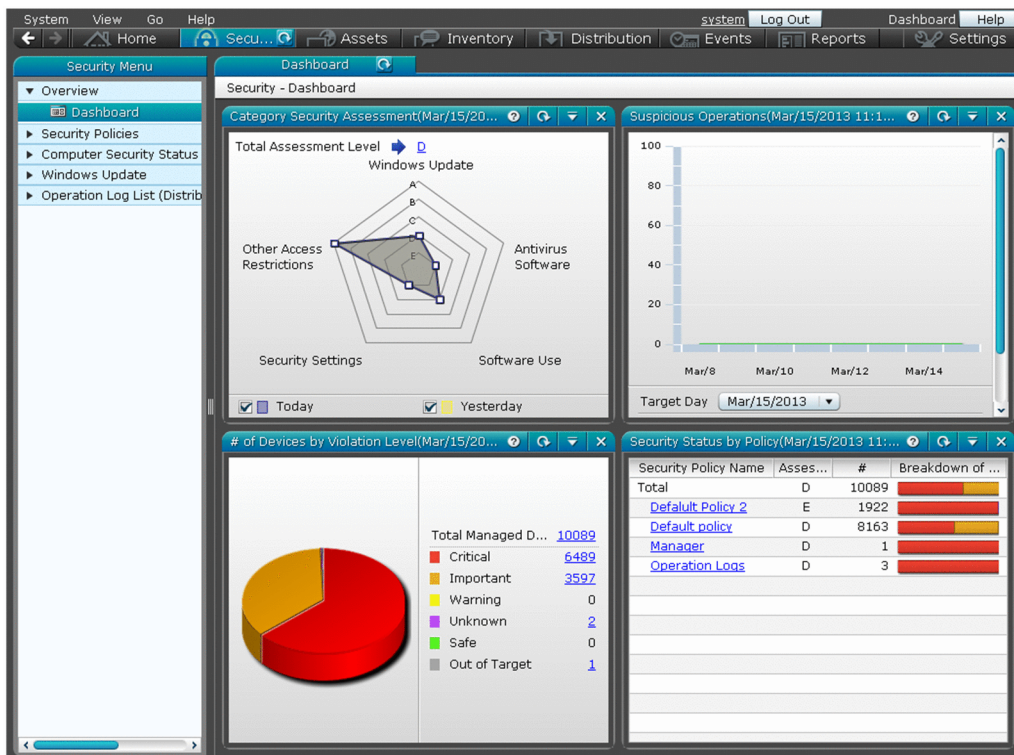 System View Go Help system Log Out Dashboard Help
Home Secu... Assets Inventory Distribution Events Reports Settings
Security Menu
Overview
Dashboard
Security Policies
Computer Security Status
Windows Update
Operation Log List (Distrib
Dashboard
Security - Dashboard
Category Security Assessment(Mar/15/20...
Total Assessment Level D
Windows Update
A
B
C
D
E
Other Access
Restrictions
Antivirus
Software
Security Settings
Software Use
Today
Yesterday
Suspicious Operations(Mar/15/2013 11:1...
100
80
60
40
20
0
Mar/8 Mar/10 Mar/12 Mar/14
Target Day Mar/15/2013
# of Devices by Violation Level(Mar/15/20...
Total Managed D... 10089
Critical 6489
Important 3597
Warning 0
Unknown 2
Safe 0
Out of Target 1
Security Status by Policy(Mar/15/2013 11:...
Security Policy Name Asses... # Breakdown of ...
Total D 10089
Defalult Policy 2 E 1922
Default policy D 8163
Manager D 1
Operation Logs D 3